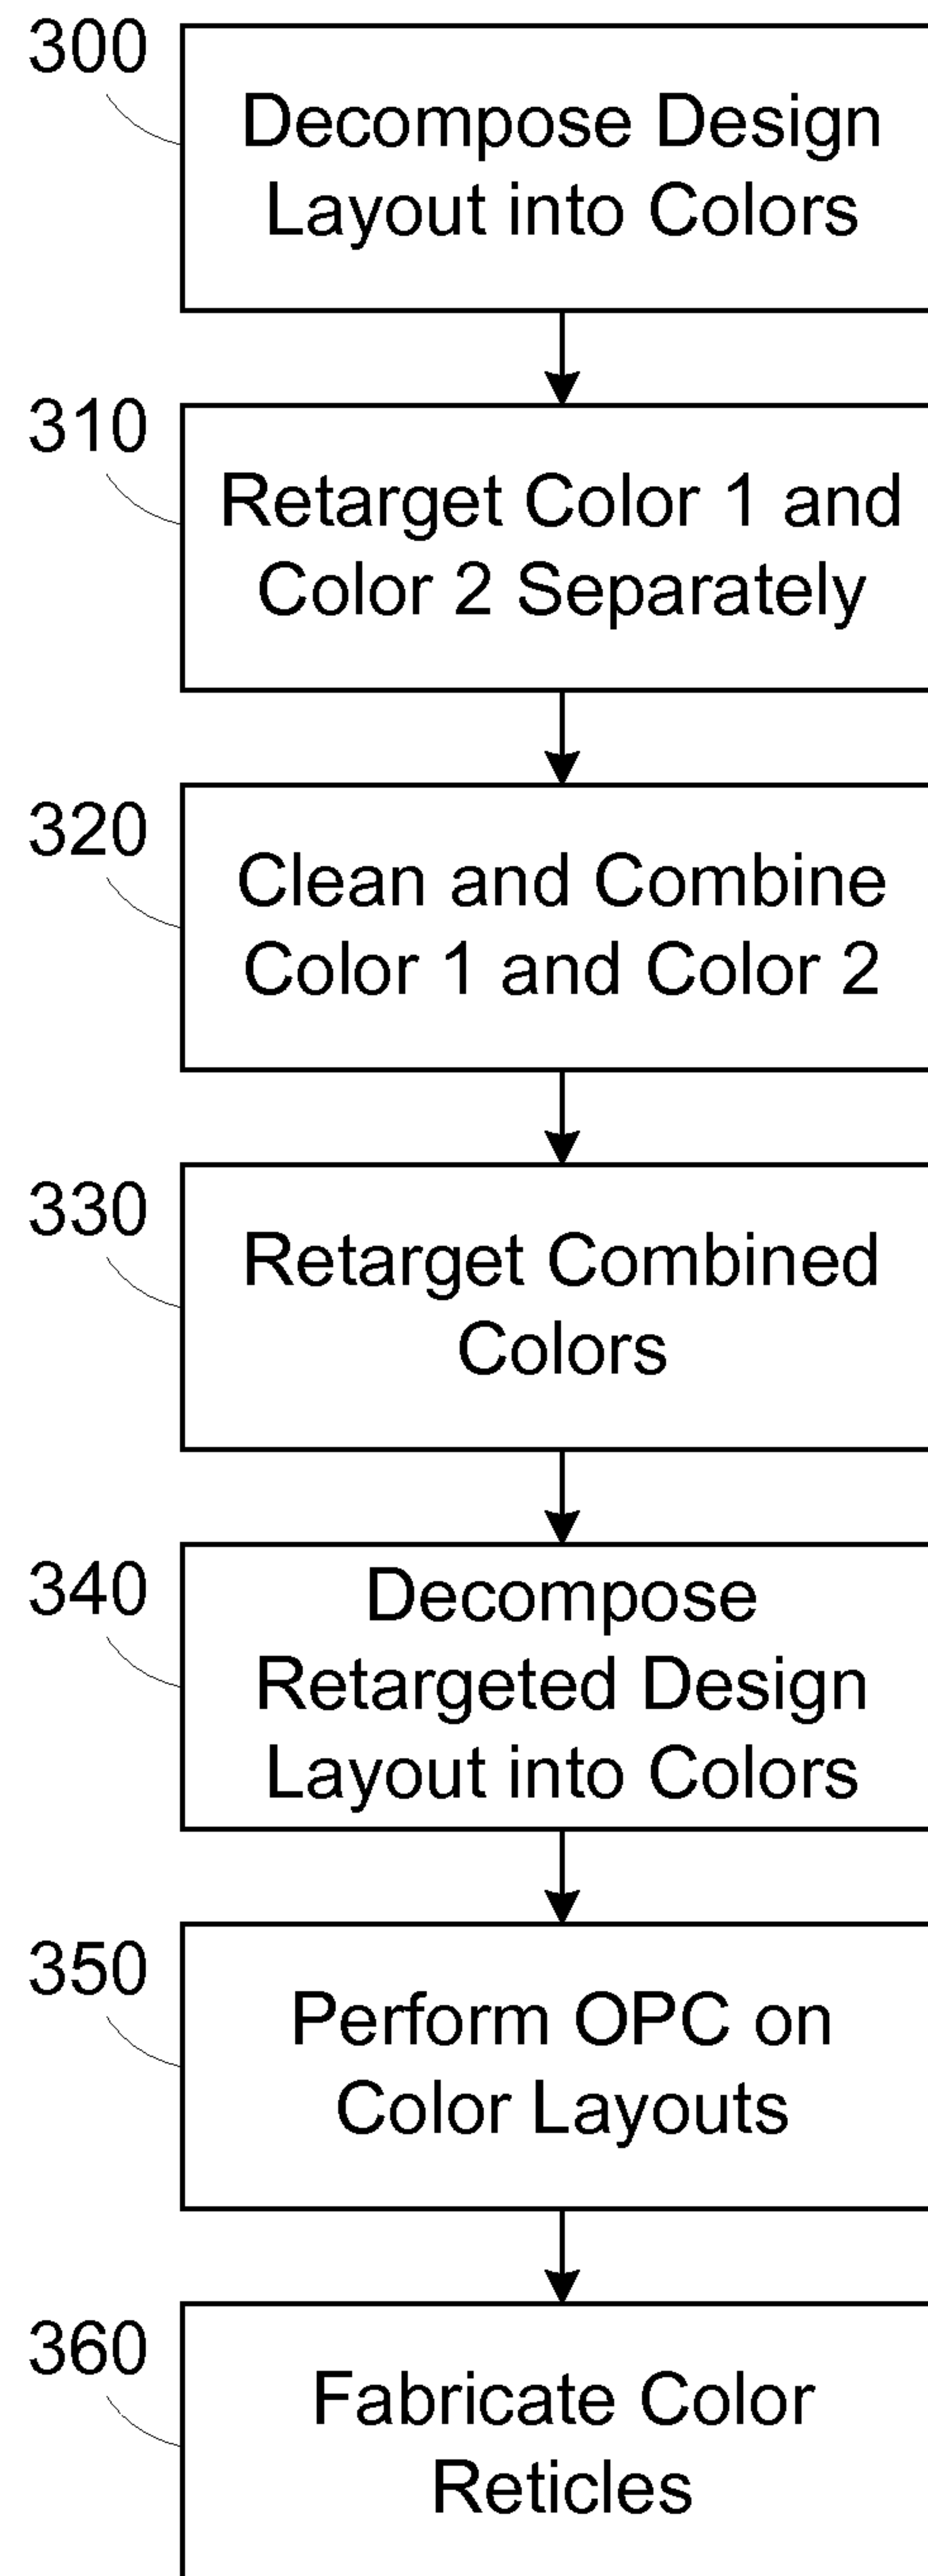 300
Decompose Design
Layout into Colors
310
Retarget Color 1 and
Color 2 Separately
320
Clean and Combine
Color 1 and Color 2
330
Retarget Combined
Colors
340
Decompose
Retargeted Design
Layout into Colors
350
Perform OPC on
Color Layouts
360
Fabricate Color
Reticles